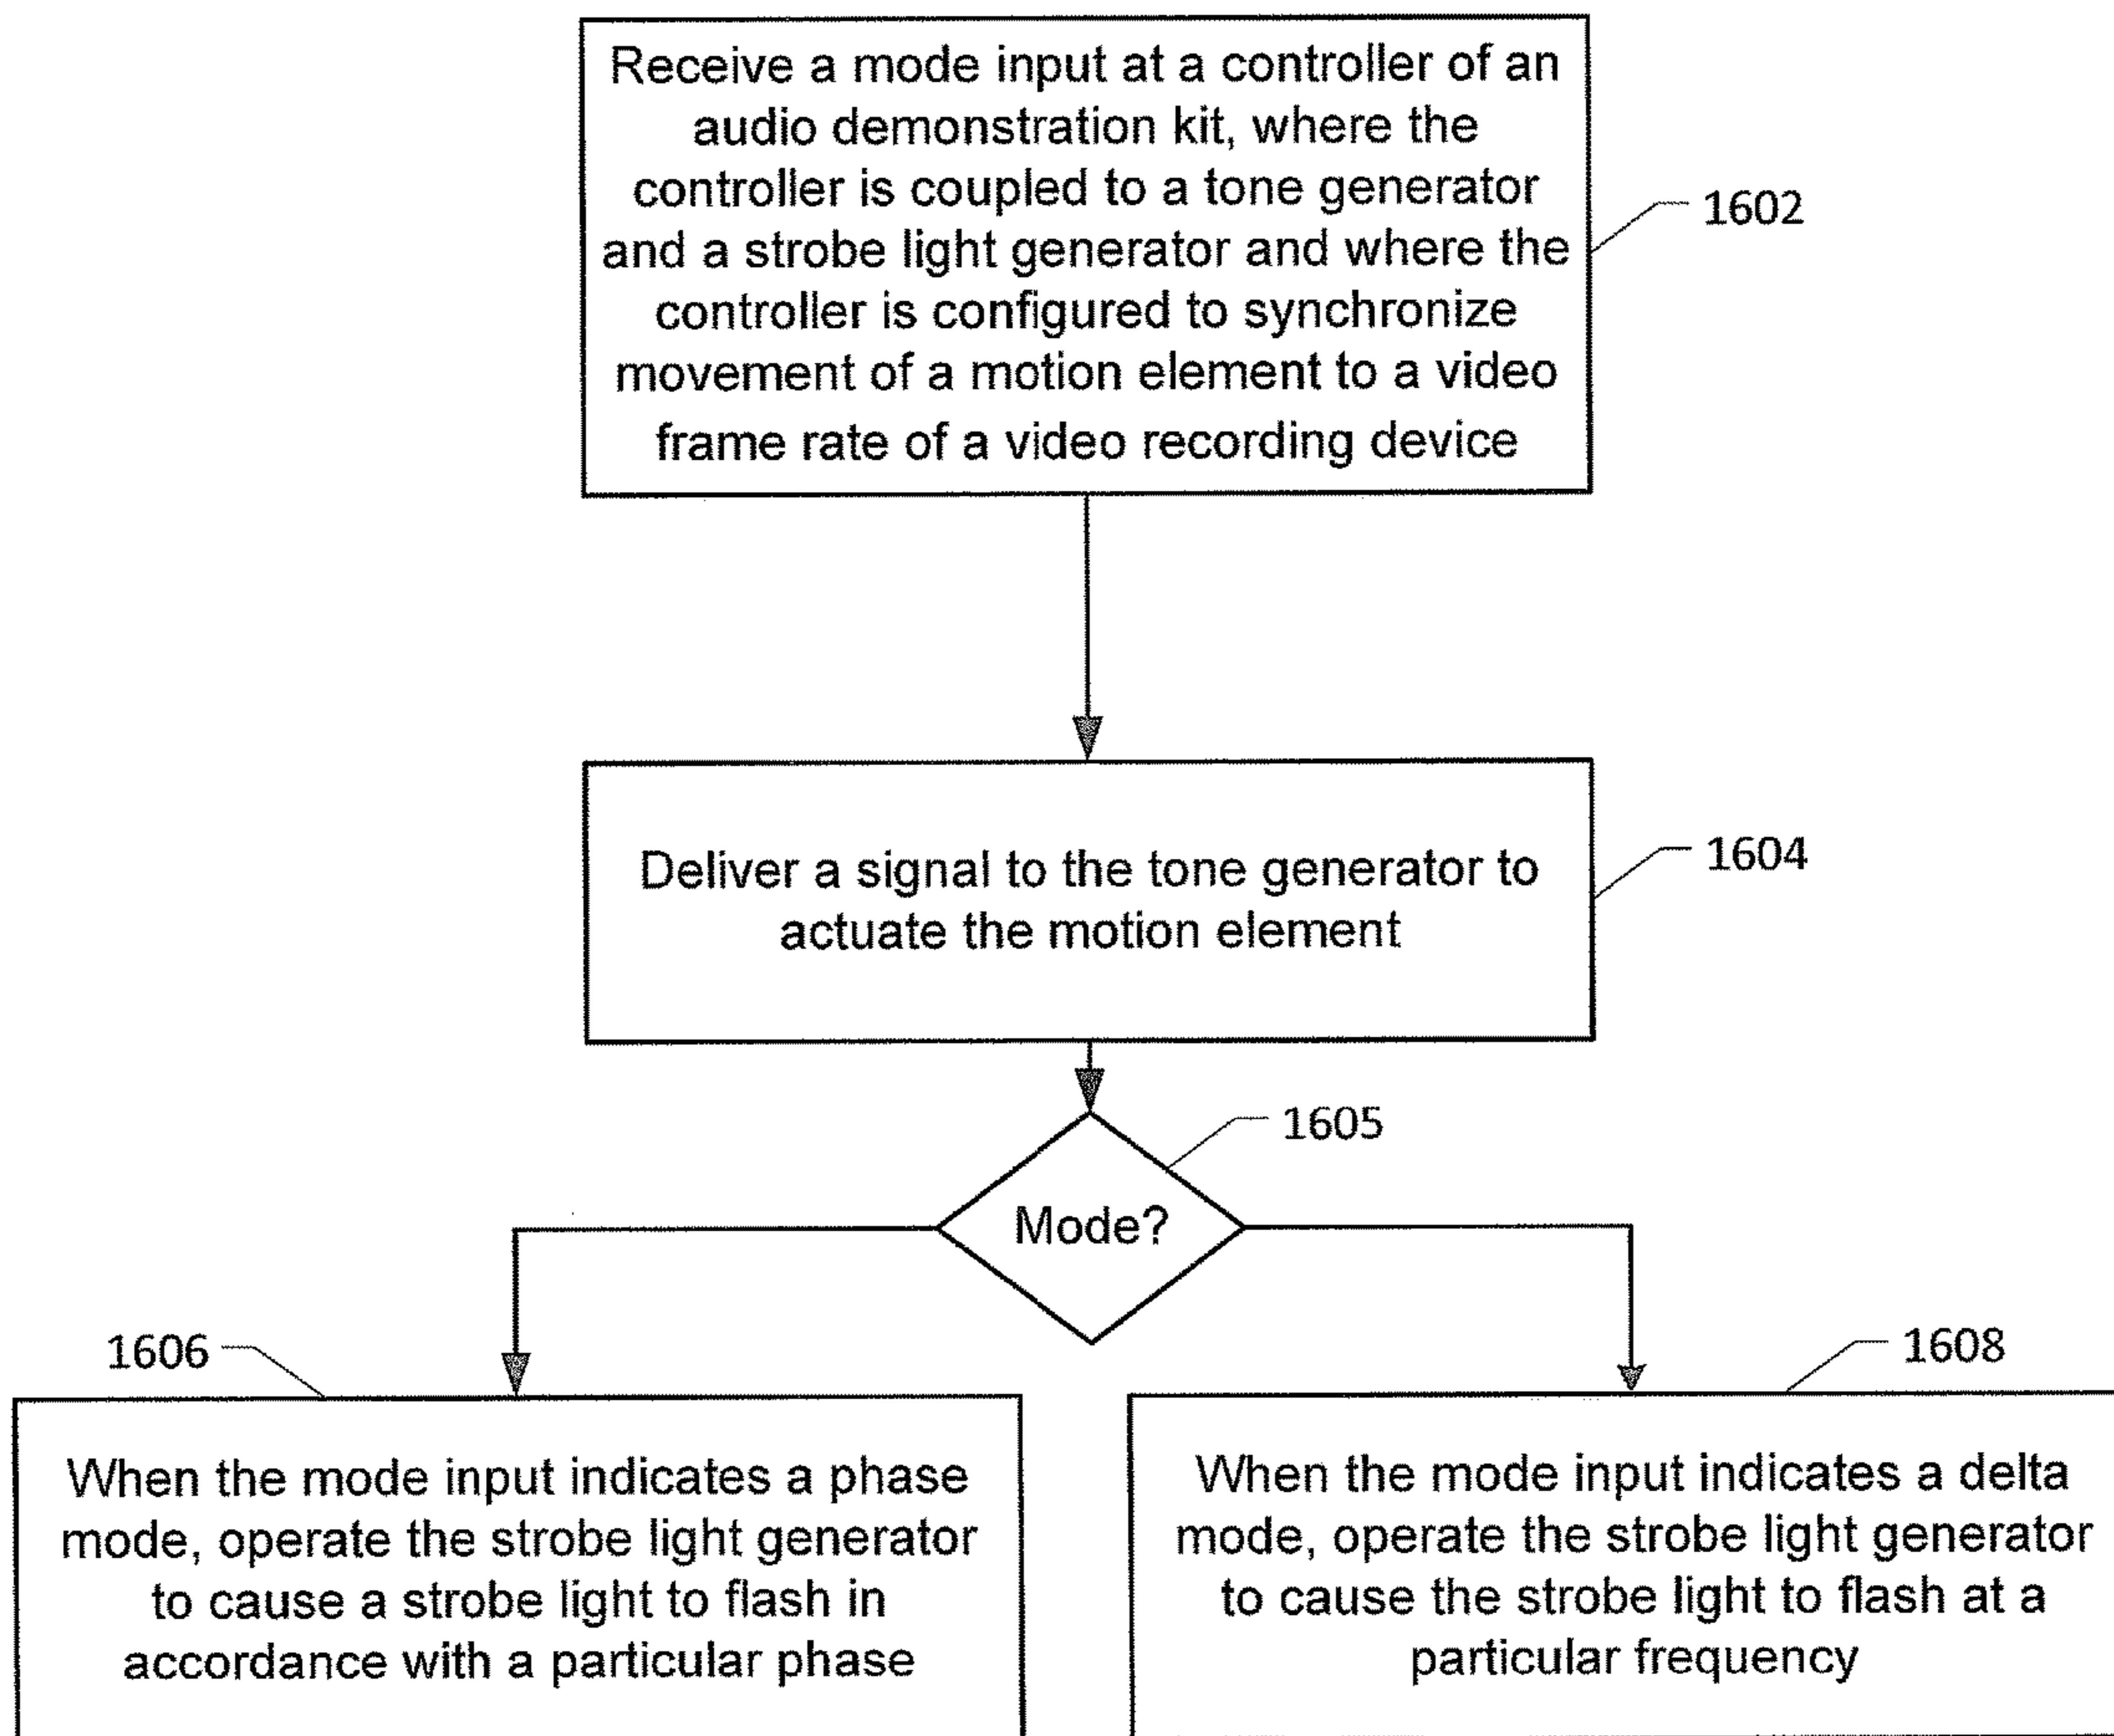 Receive a mode input at a controller of an
audio demonstration kit, where the
controller is coupled to a tone generator
and a strobe light generator and where the
controller is configured to synchronize
movement of a motion element to a video
frame rate of a video recording device
1602
Deliver a signal to the tone generator to
actuate the motion element
1604
1605
Mode?
1606
When the mode input indicates a phase
mode, operate the strobe light generator
to cause a strobe light to flash in
accordance with a particular phase
1608
When the mode input indicates a delta
mode, operate the strobe light generator
to cause the strobe light to flash at a
particular frequency